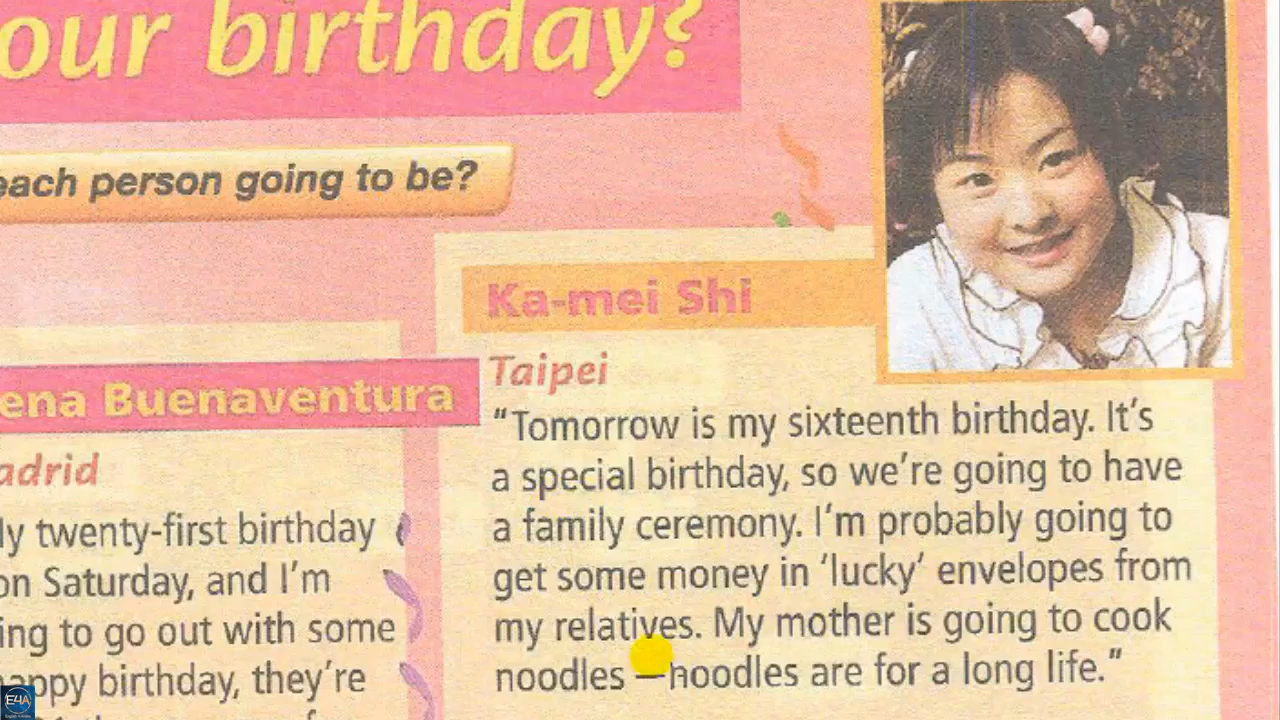 our birthday?
each person going to be?
Ka-mei Shi
Taipei
“Tomorrow is my sixteenth birthday. It’s
a special birthday, so we’re going to have
a family ceremony. I’m probably going to
get some money in ‘lucky’ envelopes from
my relatives. My mother is going to cook
noodles —noodles are for a long life.”
ena Buenaventura
adrid
ly twenty-first birthday
on Saturday, and I’m
ing to go out with some
happy birthday, they’re
E4A